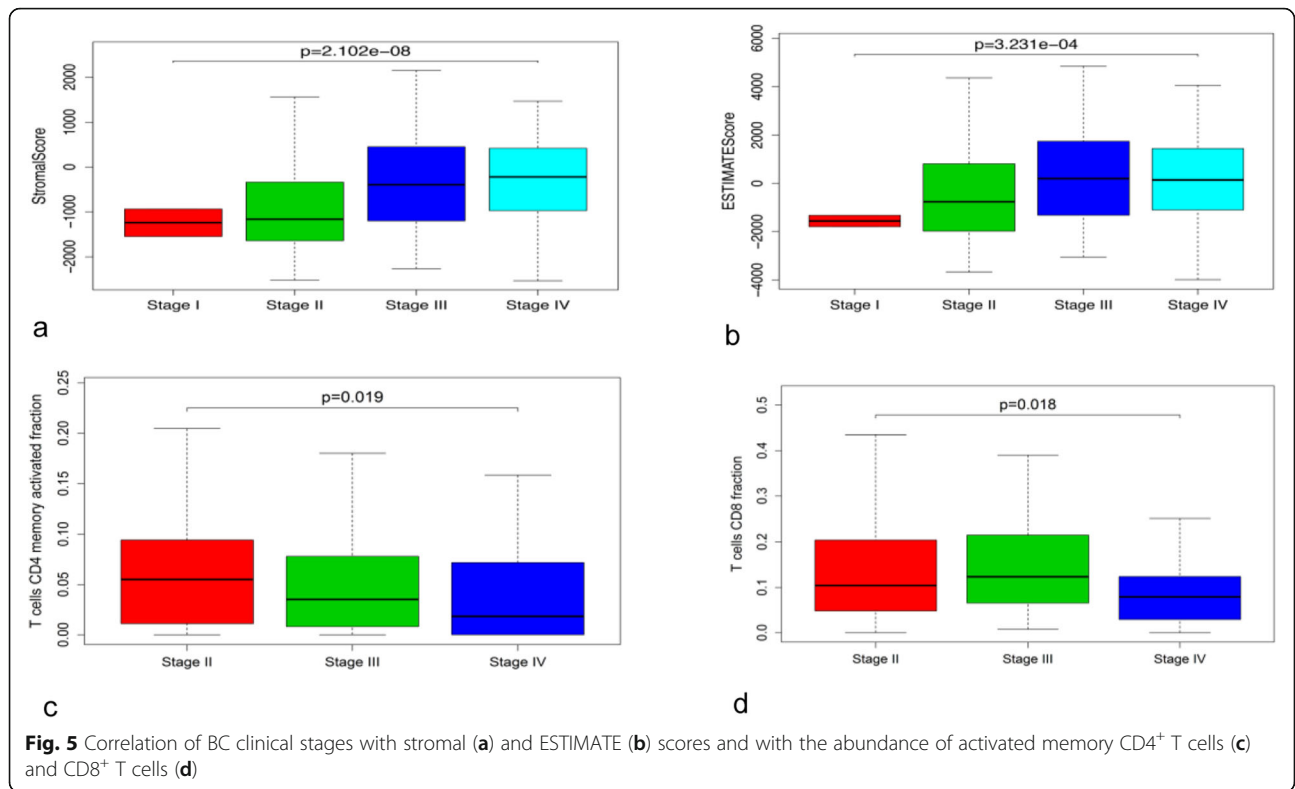 p=2.102e−08
StromalScore
2000
1000
0
−1000
−2000
Stage I
Stage II
Stage III
Stage IV
a
p=3.231e−04
ESTIMATEScore
6000
4000
2000
0
−2000
−4000
Stage I
Stage II
Stage III
Stage IV
b
p=0.019
T cells CD4 memory activated fraction
0.25
0.20
0.15
0.10
0.05
0.00
Stage II
Stage III
Stage IV
c
p=0.018
T cells CD8 fraction
0.5
0.4
0.3
0.2
0.1
0.0
Stage II
Stage III
Stage IV
d
Fig. 5 Correlation of BC clinical stages with stromal (a) and ESTIMATE (b) scores and with the abundance of activated memory CD4⁺ T cells (c)
and CD8⁺ T cells (d)